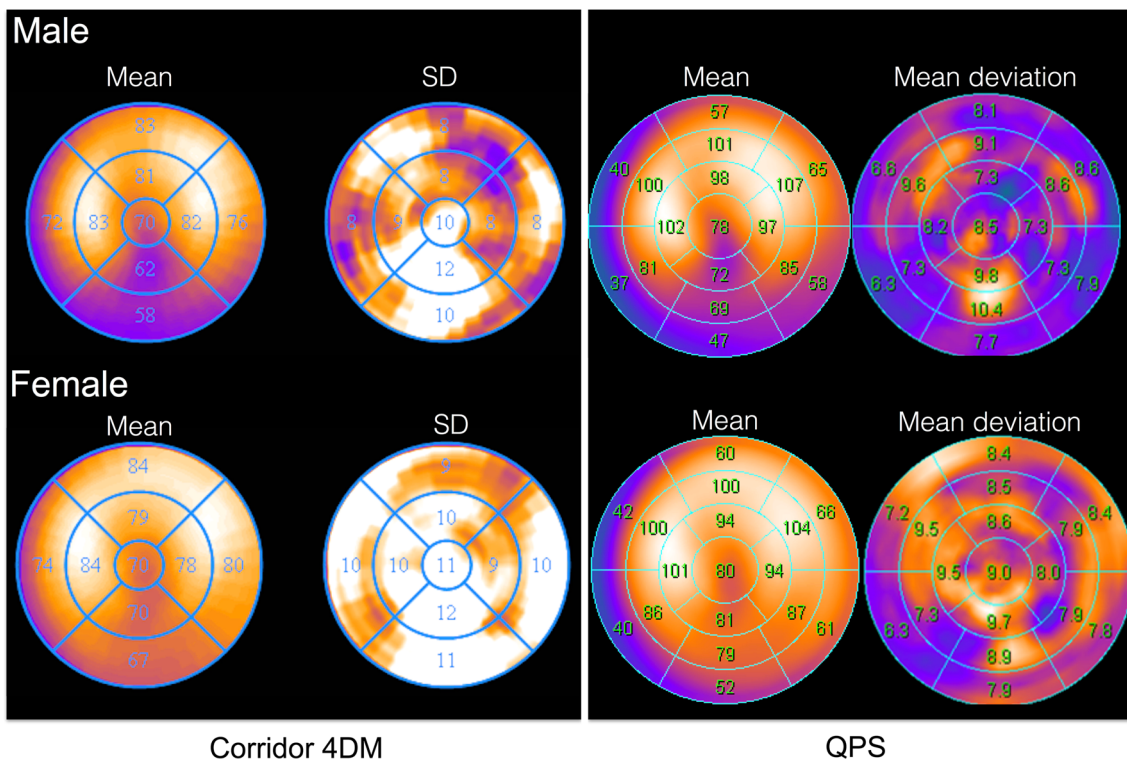 Male
Mean
SD
Mean
Mean deviation
83
81
72 83 70 82 76
62
58
8
8
8 9 10 8 8
12
10
57
101
40 100 98 107 65
102 78 97
37 81 72 85 58
69
47
8.1
9.1
6.6 9.6 7.3 8.6 8.6
8.2 8.5 7.3
6.3 7.3 9.8 7.3 7.9
10.4
7.7
Female
Mean
SD
Mean
Mean deviation
84
79
74 84 70 78 80
70
67
9
10
10 10 11 9 10
12
11
60
100
42 100 94 104 66
101 80 94
40 86 81 87 61
79
52
8.4
8.5
7.2 9.5 8.6 7.9 8.4
9.5 9.0 8.0
6.3 7.3 9.7 7.9 7.8
8.9
7.9
Corridor 4DM
QPS